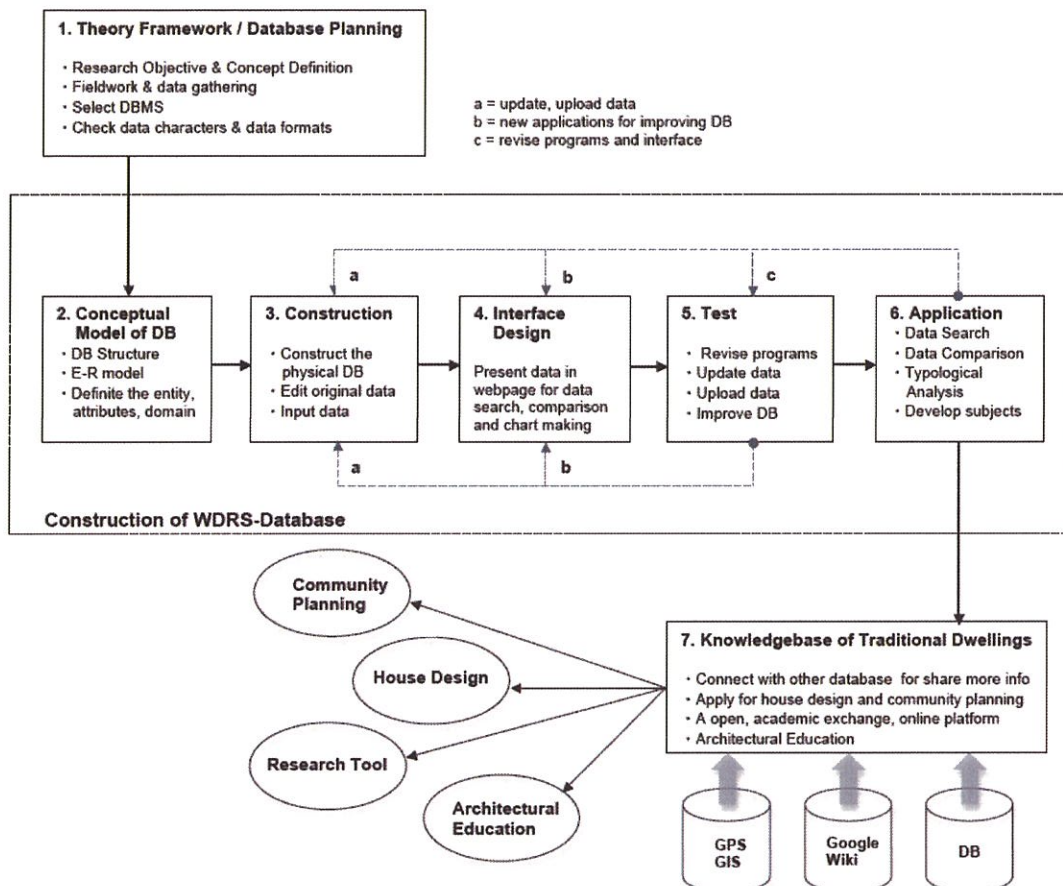 1. Theory Framework / Database Planning
· Research Objective & Concept Definition
· Fieldwork & data gathering
· Select DBMS
· Check data characters & data formats
a = update, upload data
b = new applications for improving DB
c = revise programs and interface
a
b
c
2. Conceptual
Model of DB
· DB Structure
· E-R model
· Definite the entity,
attributes, domain
3. Construction
· Construct the
physical DB
· Edit original data
· Input data
4. Interface
Design
Present data in
webpage for data
search, comparison
and chart making
5. Test
· Revise programs
· Update data
· Upload data
· Improve DB
6. Application
· Data Search
· Data Comparison
· Typological
Analysis
· Develop subjects
a
b
Construction of WDRS-Database
Community
Planning
House Design
Research Tool
Architectural
Education
7. Knowledgebase of Traditional Dwellings
· Connect with other database for share more info
· Apply for house design and community planning
· A open, academic exchange, online platform
· Architectural Education
GPS
GIS
Google
Wiki
DB